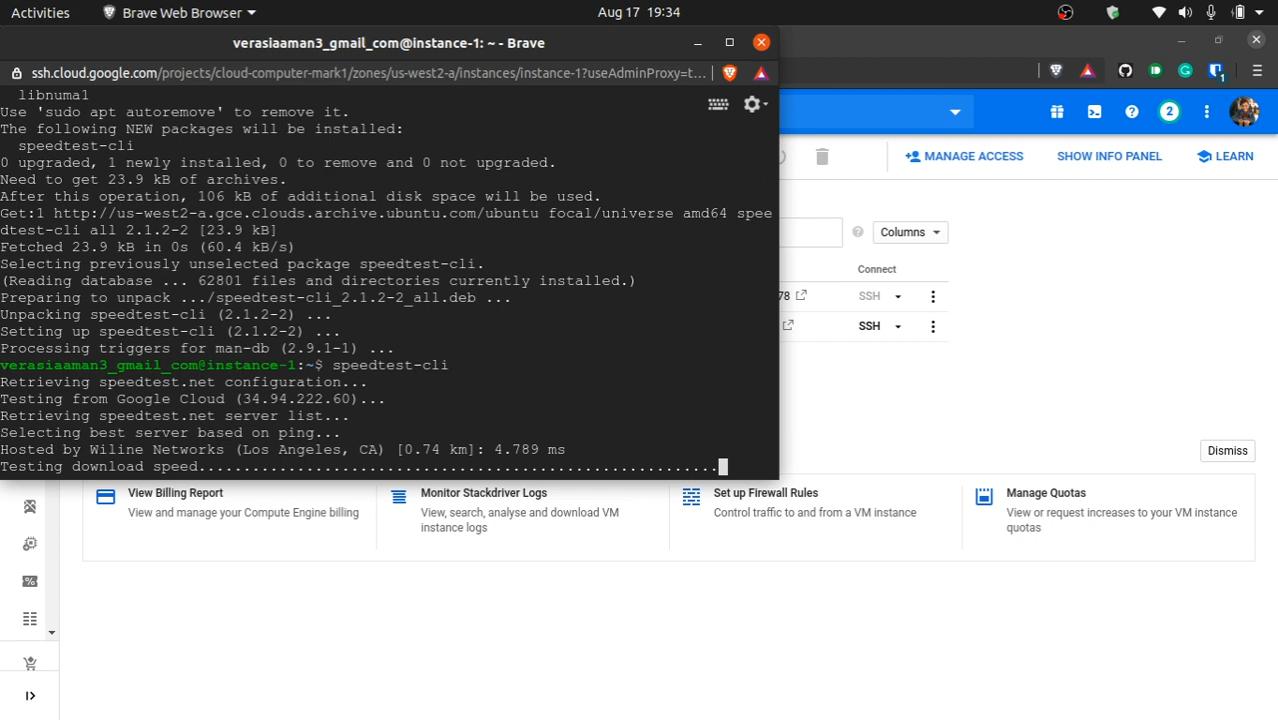 Activities
Brave Web Browser
Aug 17 19:34
verasiaaman3_gmail_com@instance-1: ~ - Brave
ssh.cloud.google.com/projects/cloud-computer-mark1/zones/us-west2-a/instances/instance-1?useAdminProxy=t...
1
libnuma1
Use 'sudo apt autoremove' to remove it.
The following NEW packages will be installed:
speedtest-cli
0 upgraded, 1 newly installed, 0 to remove and 0 not upgraded.
Need to get 23.9 kB of archives.
After this operation, 106 kB of additional disk space will be used.
Get:1 http://us-west2-a.gce.clouds.archive.ubuntu.com/ubuntu focal/universe amd64 spee
dtest-cli all 2.1.2-2 [23.9 kB]
Fetched 23.9 kB in 0s (60.4 kB/s)
Selecting previously unselected package speedtest-cli.
(Reading database ... 62801 files and directories currently installed.)
Preparing to unpack .../speedtest-cli_2.1.2-2_all.deb ...
Unpacking speedtest-cli (2.1.2-2) ...
Setting up speedtest-cli (2.1.2-2) ...
Processing triggers for man-db (2.9.1-1) ...
verasiaaman3_gmail_com@instance-1:~$ speedtest-cli
Retrieving speedtest.net configuration...
Testing from Google Cloud (34.94.222.60)...
Retrieving speedtest.net server list...
Selecting best server based on ping...
Hosted by Wiline Networks (Los Angeles, CA) [0.74 km]: 4.789 ms
Testing download speed..........................................................
2
MANAGE ACCESS
SHOW INFO PANEL
LEARN
Columns
Connect
78
SSH
SSH
Dismiss
View Billing Report
View and manage your Compute Engine billing
Monitor Stackdriver Logs
View, search, analyse and download VM
instance logs
Set up Firewall Rules
Control traffic to and from a VM instance
Manage Quotas
View or request increases to your VM instance
quotas